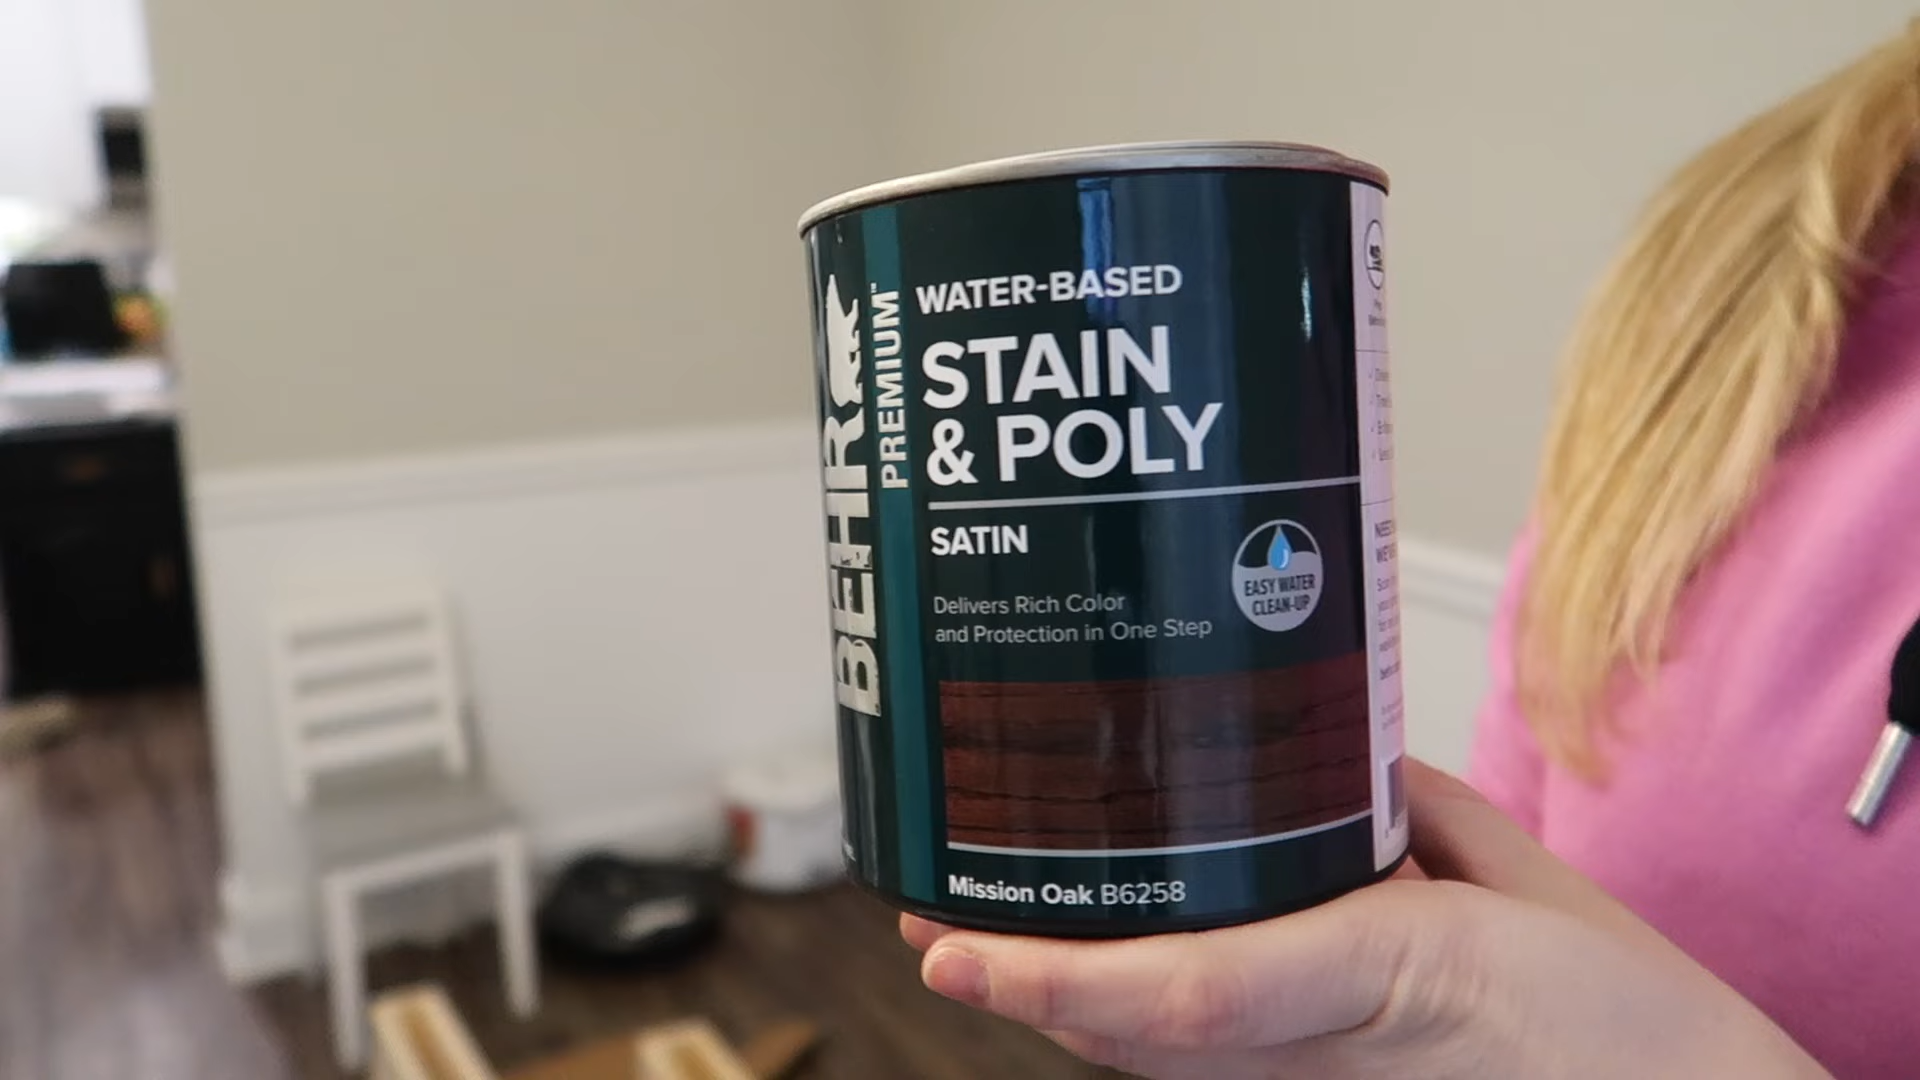 BEHR
PREMIUM™
WATER-BASED
STAIN
& POLY
SATIN
EASY WATER
CLEAN-UP
Delivers Rich Color
and Protection in One Step
Mission Oak B6258